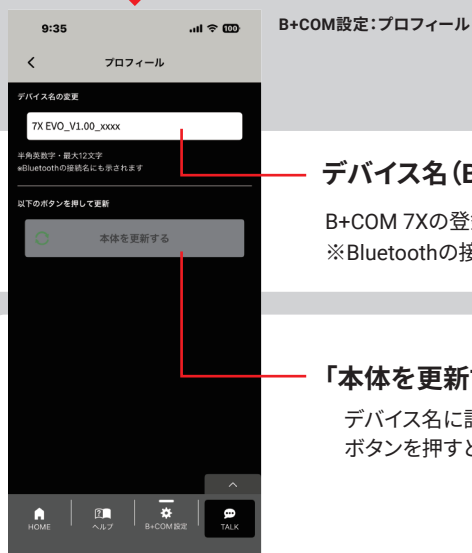 B+COM設定：プロフィール
9:35
100
プロフィール
デバイス名の変更
7X EVO_V1.00_xxxx
半角英数字・最大12文字
※Bluetoothの接続名にも示されます
以下のボタンを押して更新
本体を更新する
HOME
ヘルプ
B+COM設定
TALK
デバイス名（
B+COM 7Xの登
※Bluetoothの接
「本体を更新
デバイス名に
ボタンを押すと